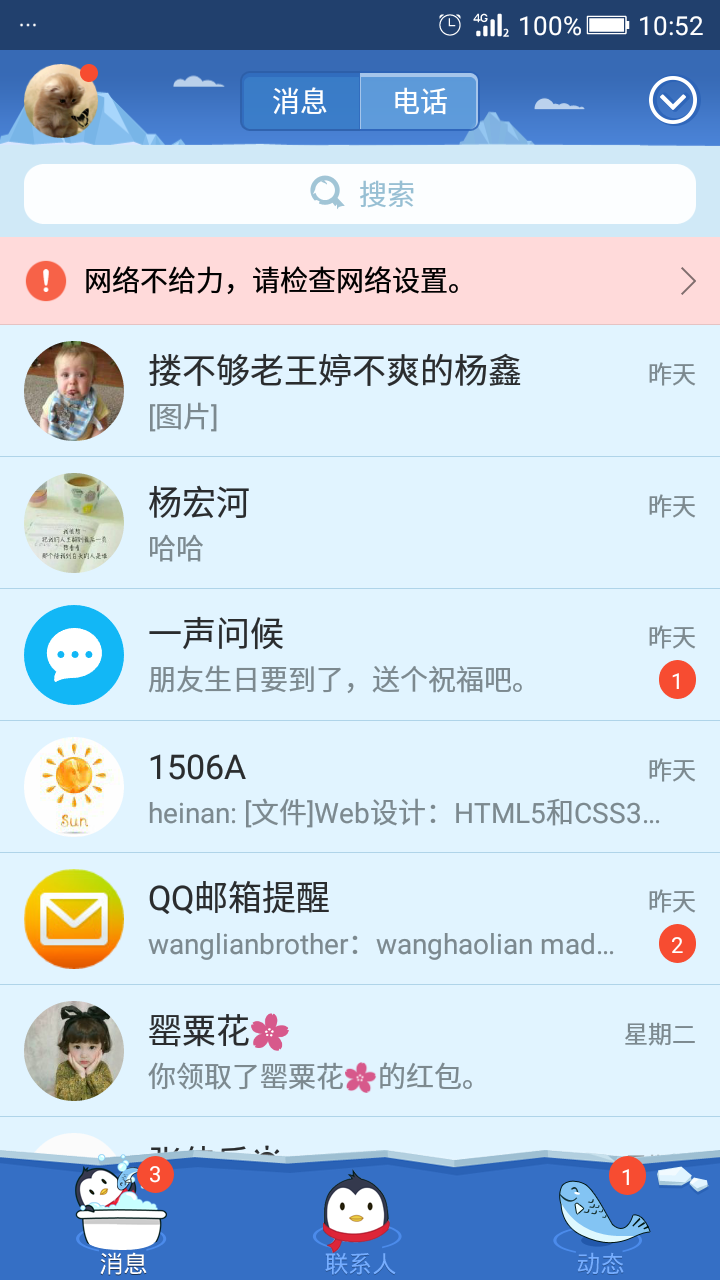 ...
4G 2 100% 10:52
消息 电话
搜索
网络不给力，请检查网络设置。
搂不够老王婷不爽的杨鑫 昨天
[图片]
杨宏河 昨天
哈哈
一声问候 昨天
朋友生日要到了，送个祝福吧。 1
1506A 昨天
Sun
heinan: [文件]Web设计：HTML5和CSS3...
QQ邮箱提醒 昨天
wanglianbrother：wanghaolian mad... 2
罂粟花🌸 星期二
你领取了罂粟花🌸的红包。
3 1
消息 联系人 动态